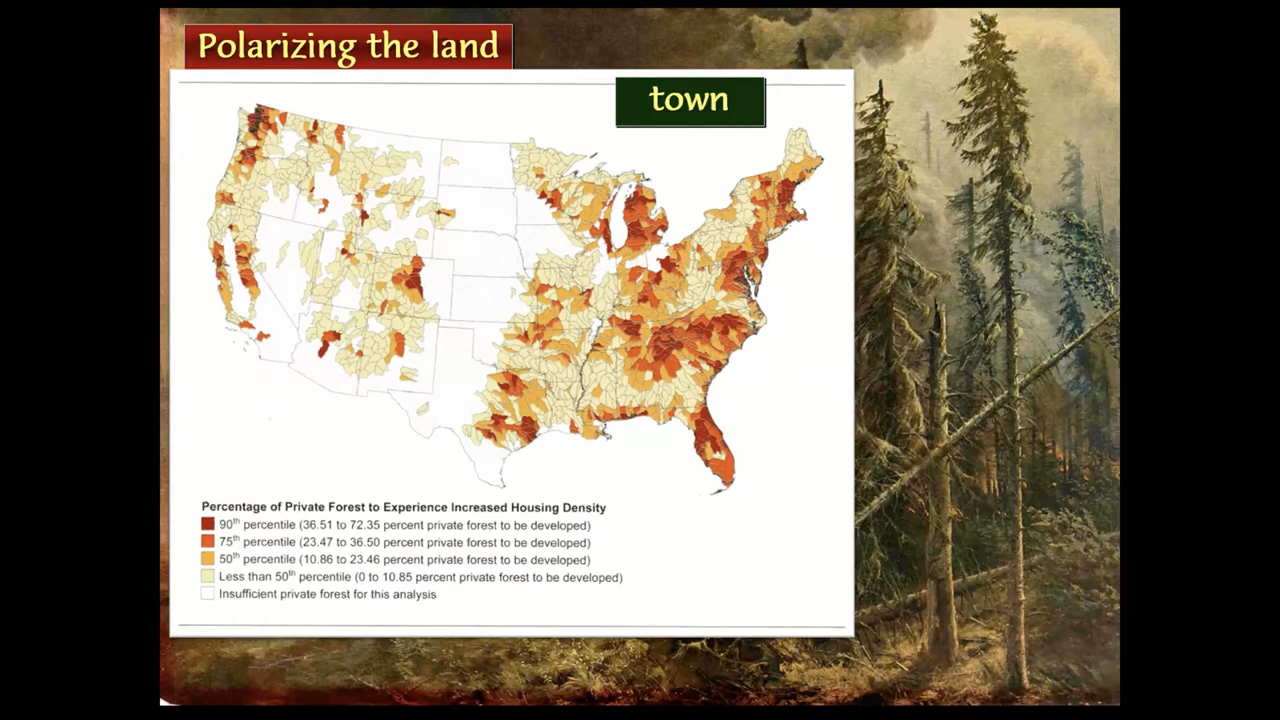 Polarizing the land
town
Percentage of Private Forest to Experience Increased Housing Density
90th percentile (36.51 to 72.35 percent private forest to be developed)
75th percentile (23.47 to 36.50 percent private forest to be developed)
50th percentile (10.86 to 23.46 percent private forest to be developed)
Less than 50th percentile (0 to 10.85 percent private forest to be developed)
Insufficient private forest for this analysis